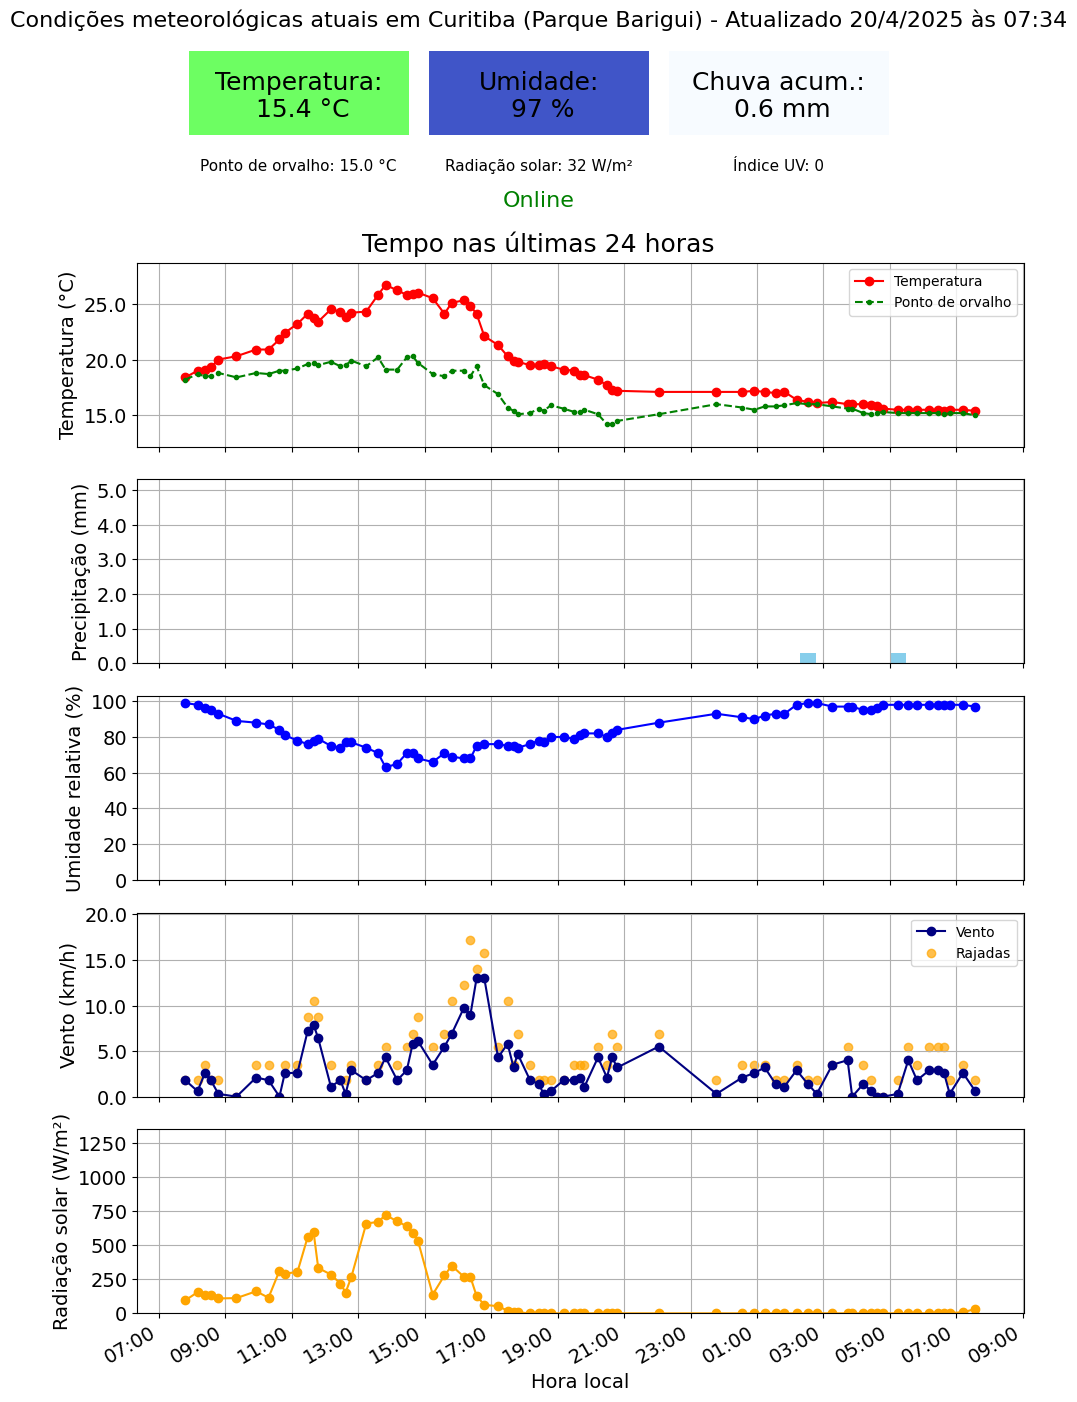 Condições meteorológicas atuais em Curitiba (Parque Barigui) - Atualizado 20/4/2025 às 07:34
Temperatura:
15.4 °C
Umidade:
97 %
Chuva acum.:
0.6 mm
Ponto de orvalho: 15.0 °C
Radiação solar: 32 W/m²
Índice UV: 0
Online
Tempo nas últimas 24 horas
Temperatura (°C)
25.0
20.0
15.0
Temperatura
Ponto de orvalho
Precipitação (mm)
5.0
4.0
3.0
2.0
1.0
0.0
Umidade relativa (%)
100
80
60
40
20
0
Vento (km/h)
20.0
15.0
10.0
5.0
0.0
Vento
Rajadas
Radiação solar (W/m²)
1250
1000
750
500
250
0
07:00
09:00
11:00
13:00
15:00
17:00
19:00
21:00
23:00
01:00
03:00
05:00
07:00
09:00
Hora local